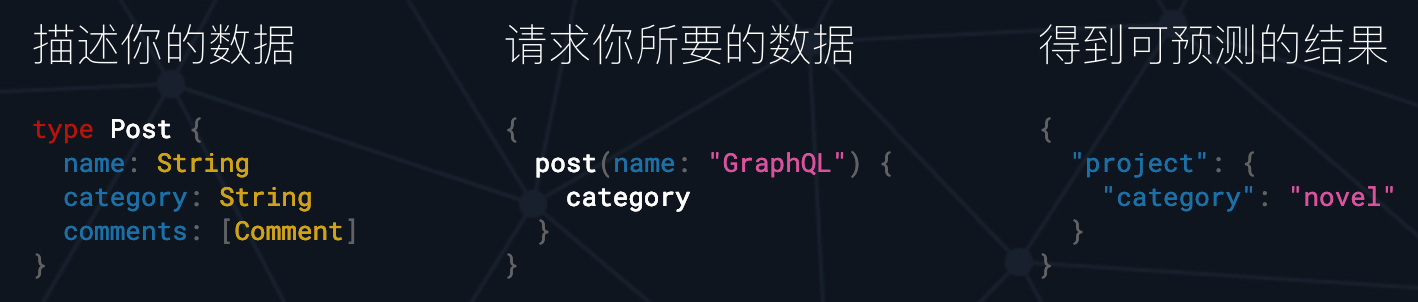 描述你的数据
type Post {
  name: String
  category: String
  comments: [Comment]
}
请求你所要的数据
{
  post(name: "GraphQL") {
    category
  }
}
得到可预测的结果
{
  "project": {
    "category": "novel"
  }
}